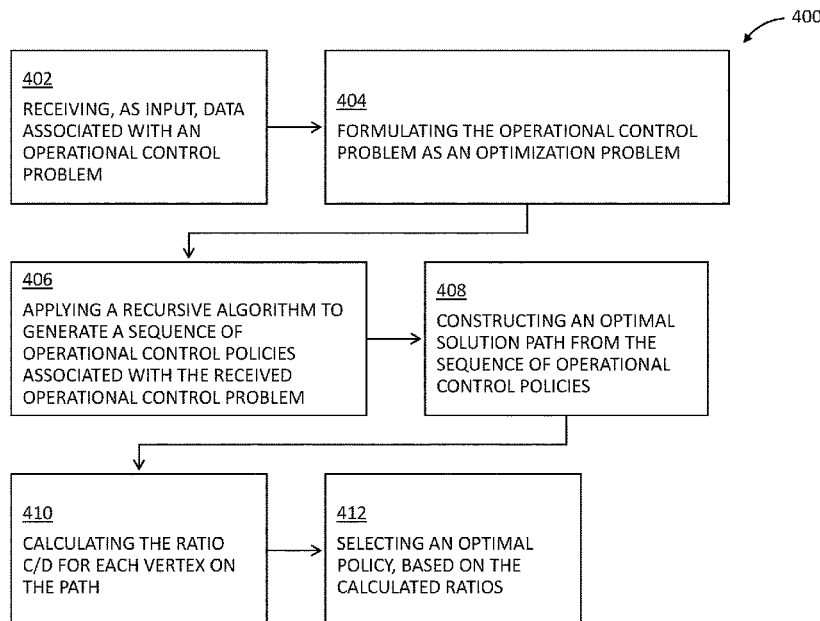 400
402
RECEIVING, AS INPUT, DATA
ASSOCIATED WITH AN
OPERATIONAL CONTROL
PROBLEM
404
FORMULATING THE OPERATIONAL CONTROL
PROBLEM AS AN OPTIMIZATION PROBLEM
406
APPLYING A RECURSIVE ALGORITHM TO
GENERATE A SEQUENCE OF
OPERATIONAL CONTROL POLICIES
ASSOCIATED WITH THE RECEIVED
OPERATIONAL CONTROL PROBLEM
408
CONSTRUCTING AN OPTIMAL
SOLUTION PATH FROM THE
SEQUENCE OF OPERATIONAL
CONTROL POLICIES
410
CALCULATING THE RATIO
C/D FOR EACH VERTEX ON
THE PATH
412
SELECTING AN OPTIMAL
POLICY, BASED ON THE
CALCULATED RATIOS